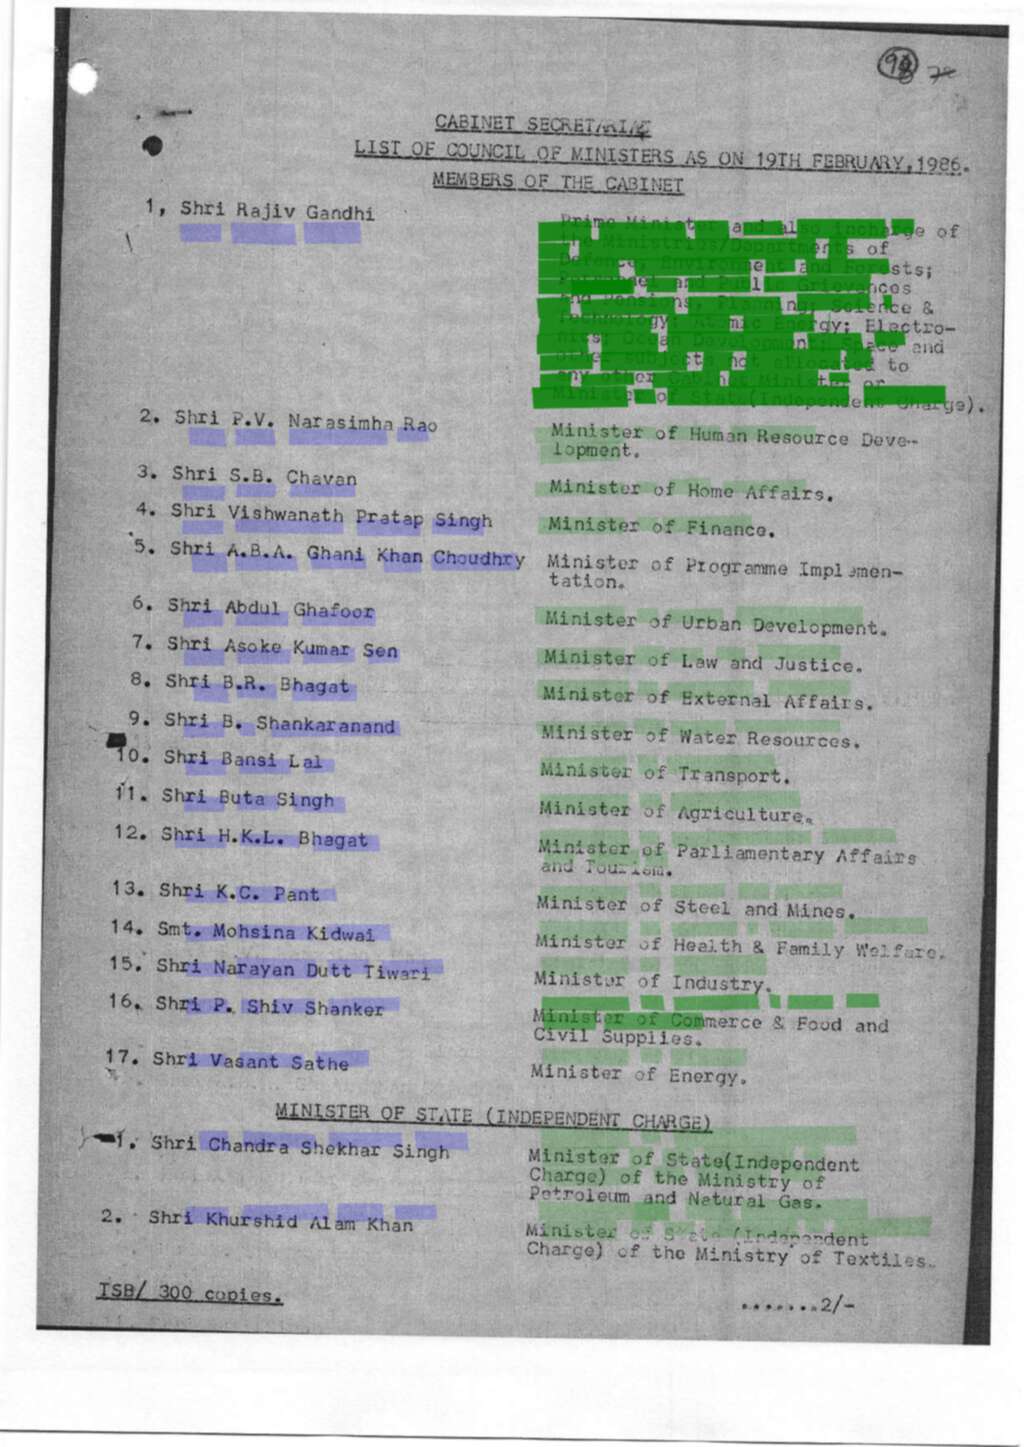 98
CABINET SECRETARIAT
LIST OF COUNCIL OF MINISTERS AS ON 19TH FEBRUARY, 1986.
MEMBERS OF THE CABINET
1, Shri Rajiv Gandhi Prime Minister and also incharge of
the Ministries/Departments of
Defence, Environment and Forests;
Personnel and Public Grievances
and Pensions, Planning; Science &
Technology; Atomic Energy; Electro-
nics; Ocean Development; Space and
other subjects not allocated to
any other Cabinet Minister or
Minister of State(Independent Charge).
2. Shri P.V. Narasimha Rao Minister of Human Resource Deve-
lopment.
3. Shri S.B. Chavan Minister of Home Affairs.
4. Shri Vishwanath Pratap Singh Minister of Finance.
5. Shri A.B.A. Ghani Khan Choudhry Minister of Programme Implemen-
tation.
6. Shri Abdul Ghafoor Minister of Urban Development.
7. Shri Asoke Kumar Sen Minister of Law and Justice.
8. Shri B.R. Bhagat Minister of External Affairs.
9. Shri B. Shankaranand Minister of Water Resources.
10. Shri Bansi Lal Minister of Transport.
11. Shri Buta Singh Minister of Agriculture.
12. Shri H.K.L. Bhagat Minister of Parliamentary Affairs
and Tourism.
13. Shri K.C. Pant Minister of Steel and Mines.
14. Smt. Mohsina Kidwai Minister of Health & Family Welfare.
15. Shri Narayan Dutt Tiwari Minister of Industry.
16. Shri P. Shiv Shanker Minister of Commerce & Food and
Civil Supplies.
17. Shri Vasant Sathe Minister of Energy.
MINISTER OF STATE (INDEPENDENT CHARGE)
1. Shri Chandra Shekhar Singh Minister of State(Independent
Charge) of the Ministry of
Petroleum and Natural Gas.
2. Shri Khurshid Alam Khan Minister of State (Independent
Charge) of the Ministry of Textiles.
TSB/ 300 copies.
.......2/-